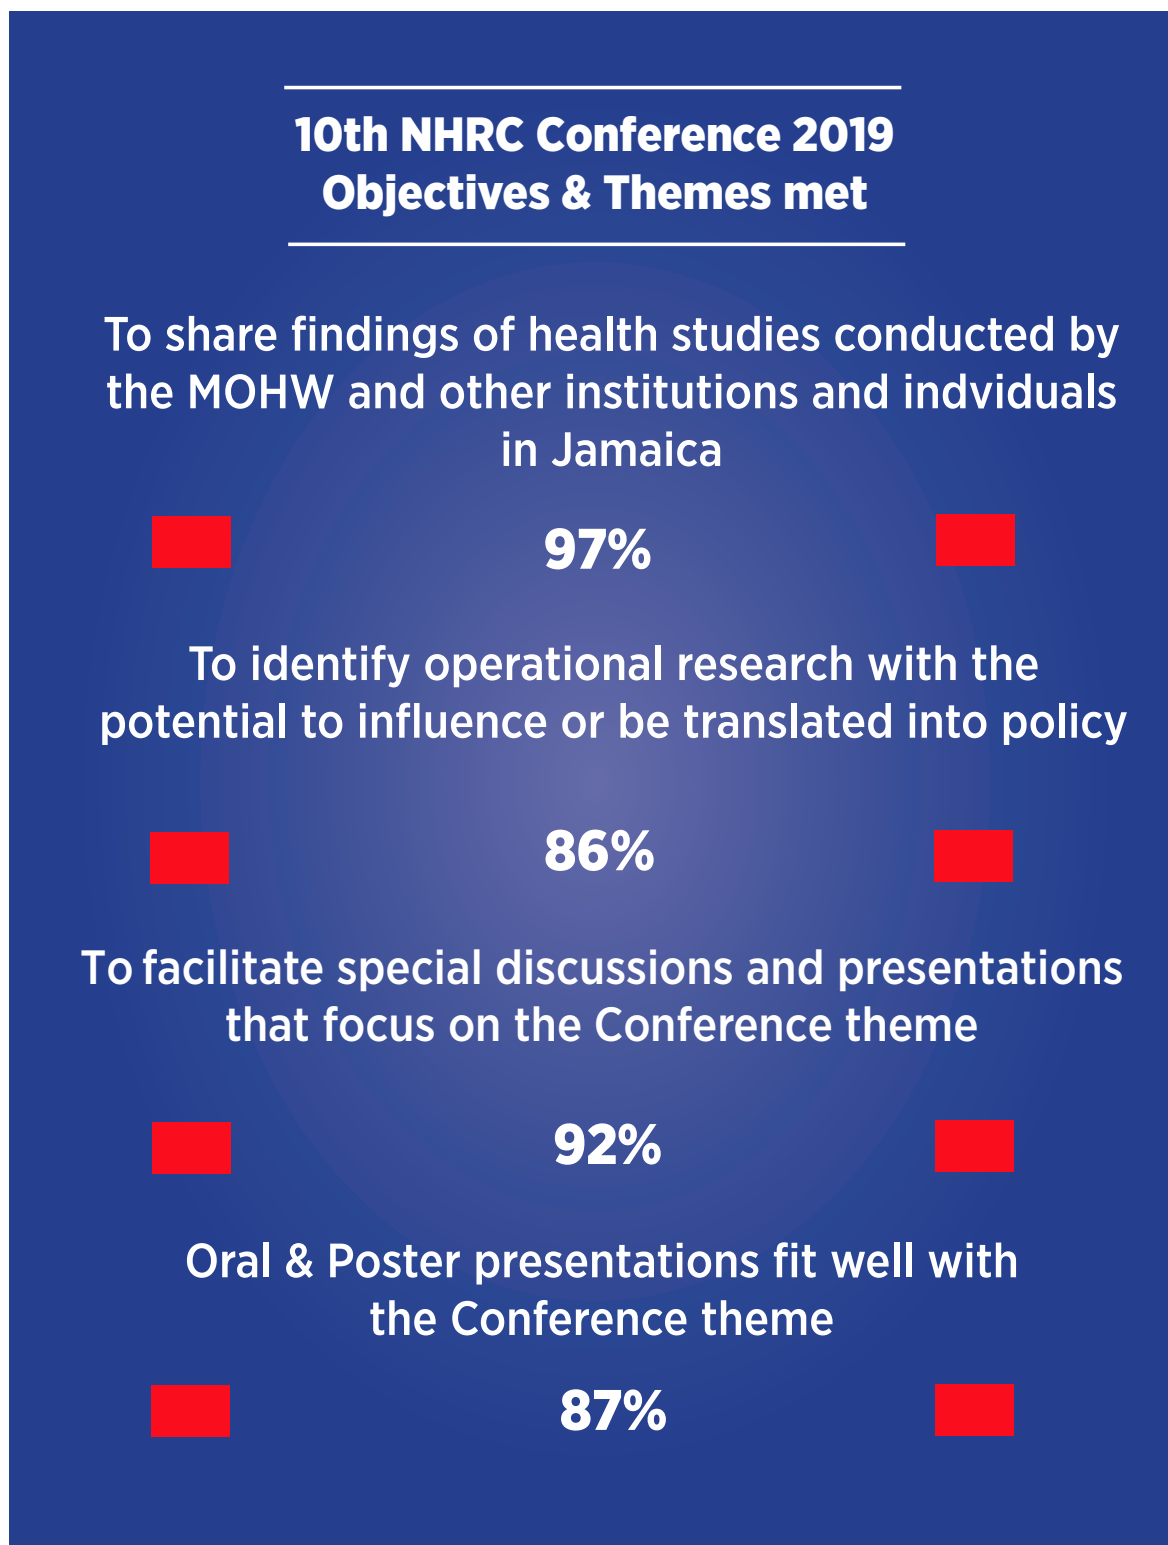 10th NHRC Conference 2019
Objectives & Themes met
To share findings of health studies conducted by
the MOHW and other institutions and indviduals
in Jamaica
97%
To identify operational research with the
potential to influence or be translated into policy
86%
To facilitate special discussions and presentations
that focus on the Conference theme
92%
Oral & Poster presentations fit well with
the Conference theme
87%